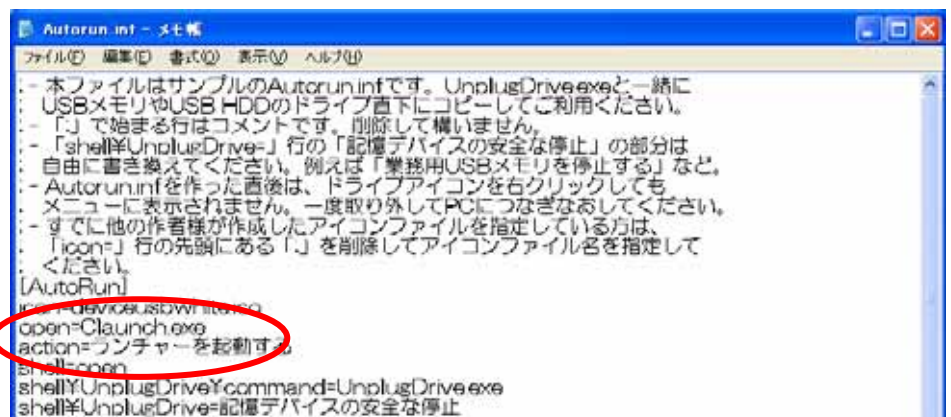 Autorun.inf - メモ帳
ファイル(F) 編集(E) 書式(O) 表示(V) ヘルプ(H)
;- 本ファイルはサンプルのAutorun.infです。UnplugDrive.exeと一緒に
;  USBメモリやUSB HDDのドライブ直下にコピーしてご利用ください。
;- 「;」で始まる行はコメントです。削除して構いません。
;- 「shell¥UnplugDrive=」行の「記憶デバイスの安全な停止」の部分は
;  自由に書き換えてください。例えば「業務用USBメモリを停止する」など。
;- Autorun.infを作った直後は、ドライブアイコンを右クリックしても
;  メニューに表示されません。一度取り外してPCにつなぎなおしてください。
;- すでに他の作者様が作成したアイコンファイルを指定している方は、
;  「icon=」行の先頭にある「;」を削除してアイコンファイル名を指定して
;  ください。
[AutoRun]
icon=deviceusbwhite.ico
open=Claunch.exe
action=ランチャーを起動する
shell=open
shell¥UnplugDrive¥command=UnplugDrive.exe
shell¥UnplugDrive=記憶デバイスの安全な停止